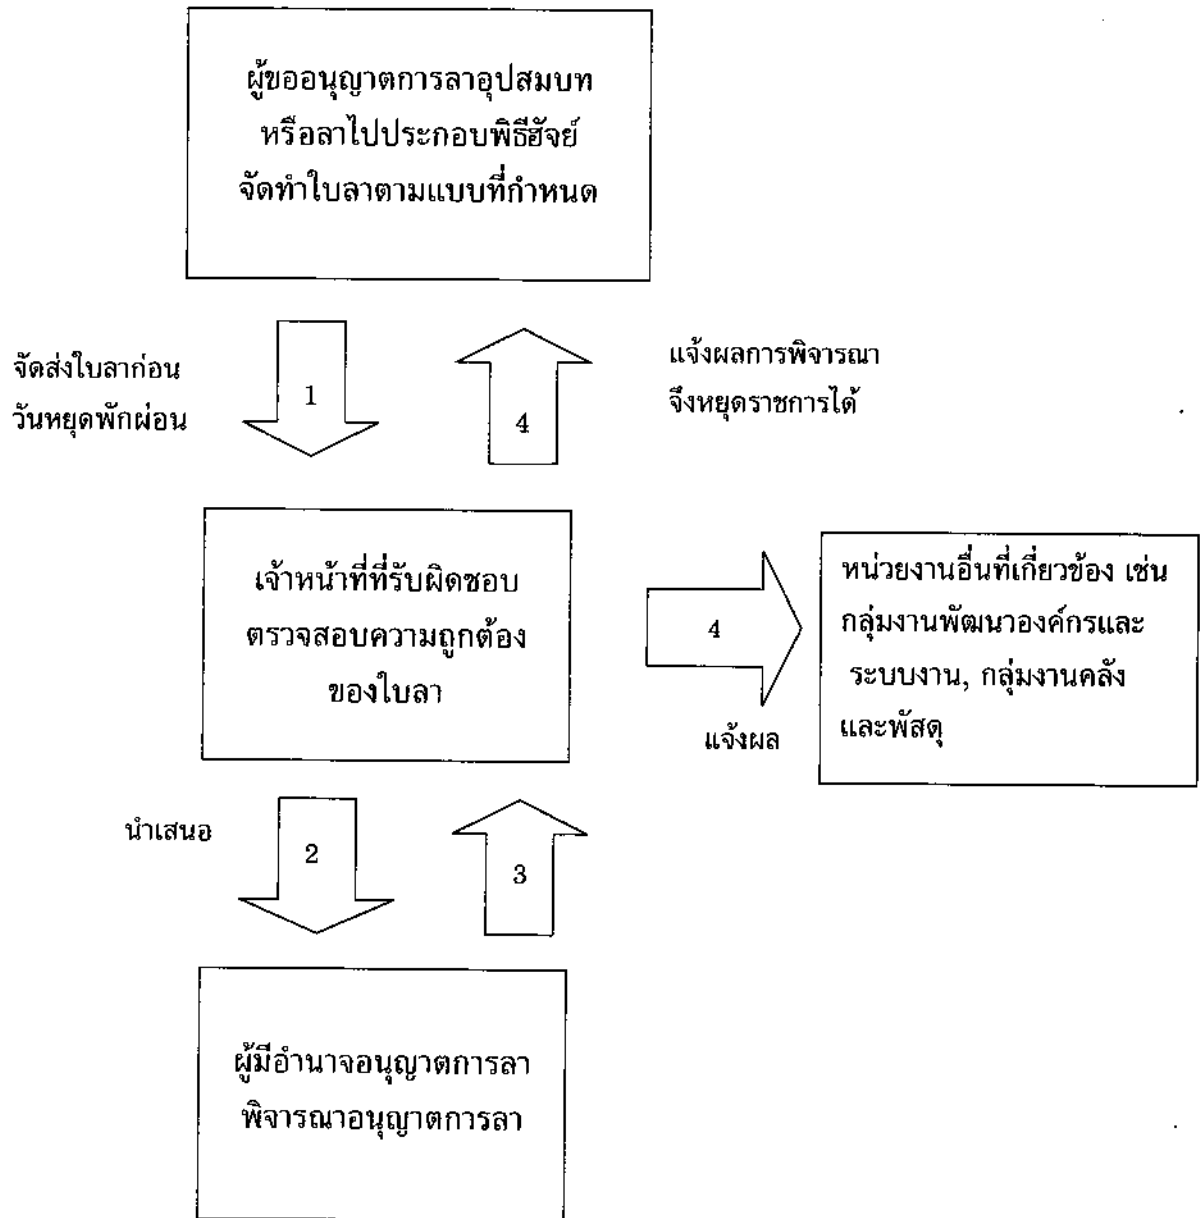 ผู้ขออนุญาตการลาอุปสมบท
หรือลาไปประกอบพิธีฮัจย์
จัดทำใบลาตามแบบที่กำหนด
จัดส่งใบลาก่อน
วันหยุดพักผ่อน
1
4
แจ้งผลการพิจารณา
จึงหยุดราชการได้
เจ้าหน้าที่ที่รับผิดชอบ
ตรวจสอบความถูกต้อง
ของใบลา
4
แจ้งผล
หน่วยงานอื่นที่เกี่ยวข้อง เช่น
กลุ่มงานพัฒนาองค์กรและ
ระบบงาน, กลุ่มงานคลัง
และพัสดุ
นำเสนอ
2
3
ผู้มีอำนาจอนุญาตการลา
พิจารณาอนุญาตการลา